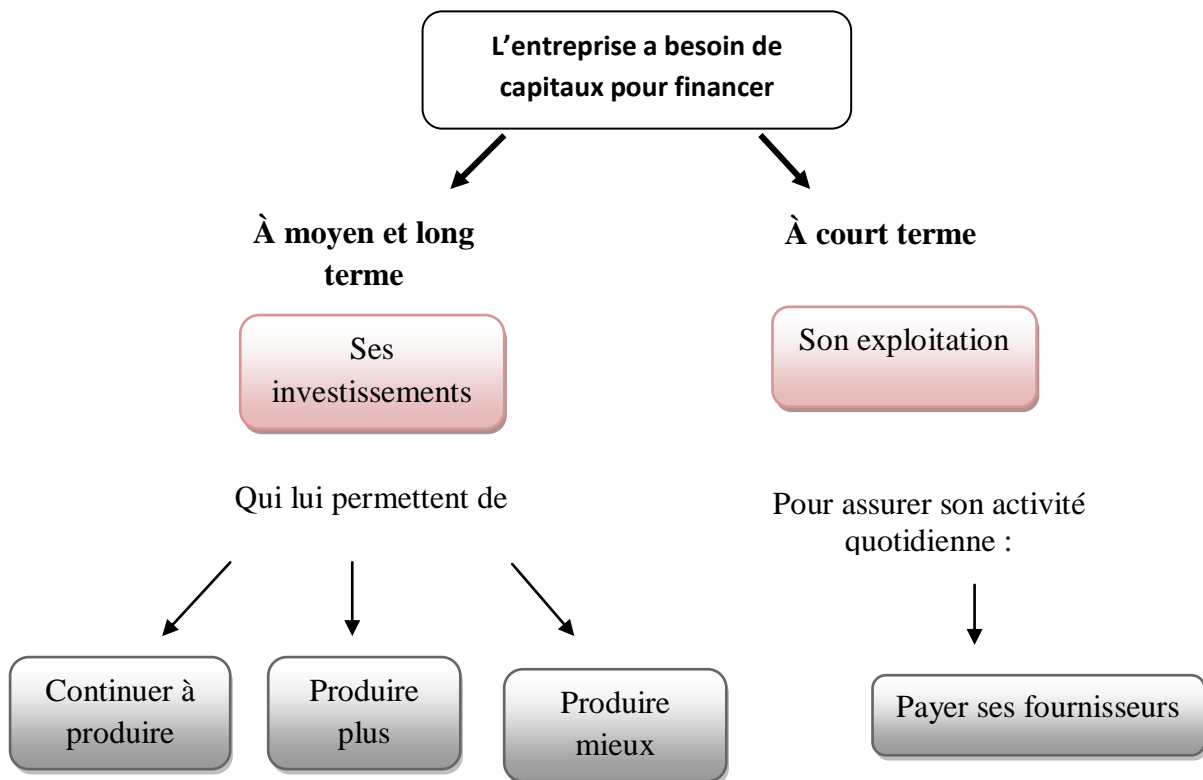 L'entreprise a besoin de
capitaux pour financer
À moyen et long
terme
À court terme
Ses
investissements
Son exploitation
Qui lui permettent de
Pour assurer son activité
quotidienne :
Continuer à
produire
Produire
plus
Produire
mieux
Payer ses fournisseurs